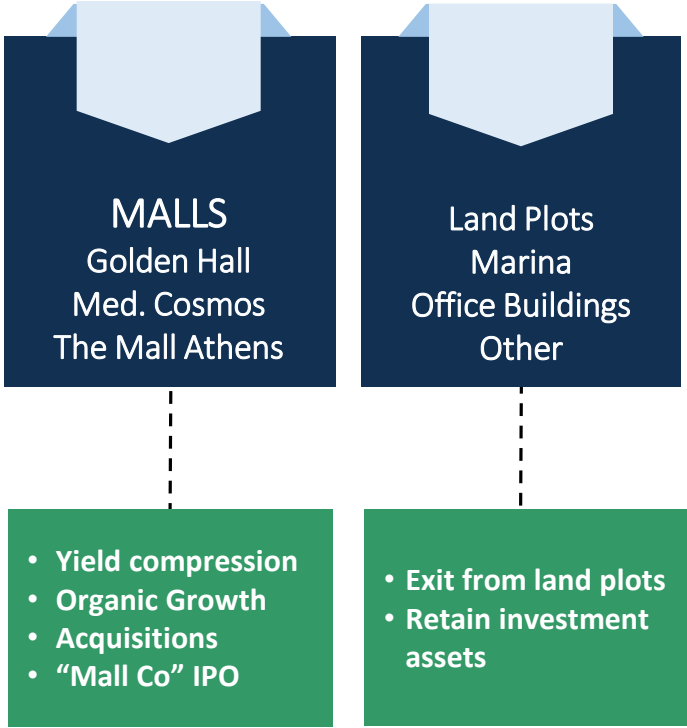 MALLS
Golden Hall
Med. Cosmos
The Mall Athens
Land Plots
Marina
Office Buildings
Other
• Yield compression
• Organic Growth
• Acquisitions
• “Mall Co” IPO
• Exit from land plots
• Retain investment
assets